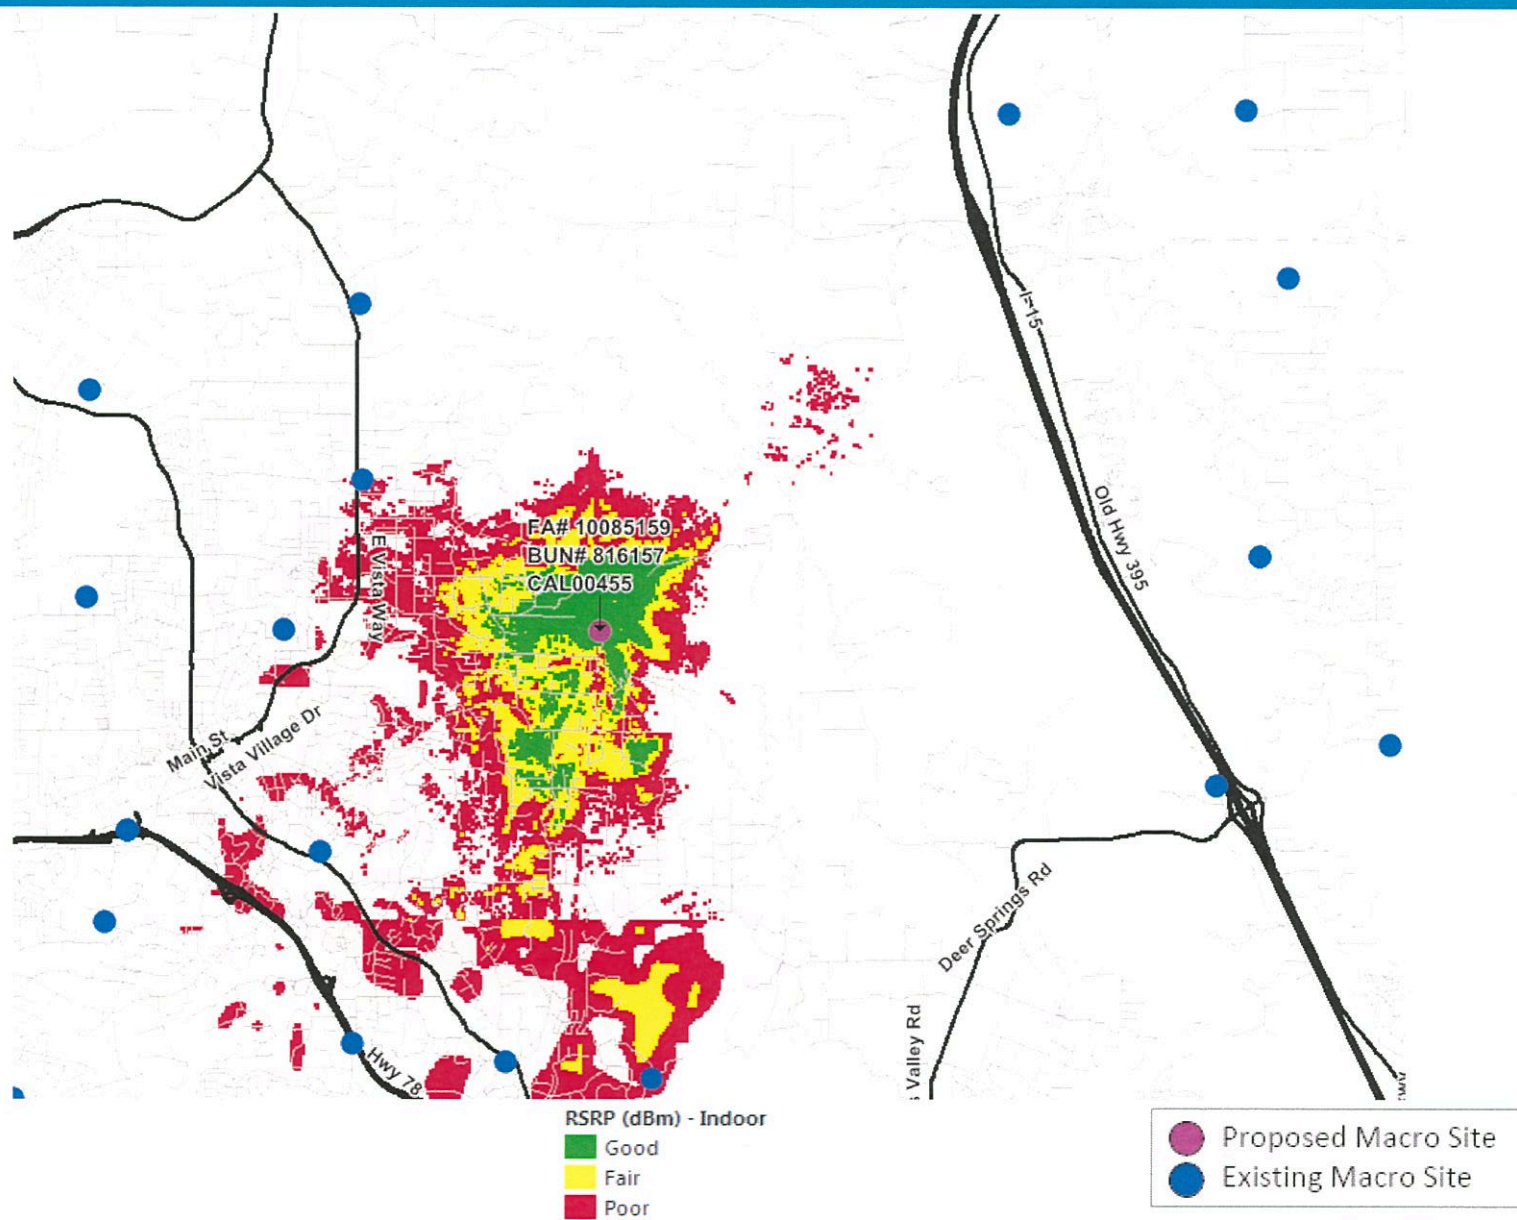 I-15
Old Hwy 395
FA# 10085159
BUN# 816157
CAL00455
E Vista Way
Main St
Vista Village Dr
Deer Springs Rd
s Valley Rd
Hwy 78
RSRP (dBm) - Indoor
Good
Fair
Poor
Proposed Macro Site
Existing Macro Site